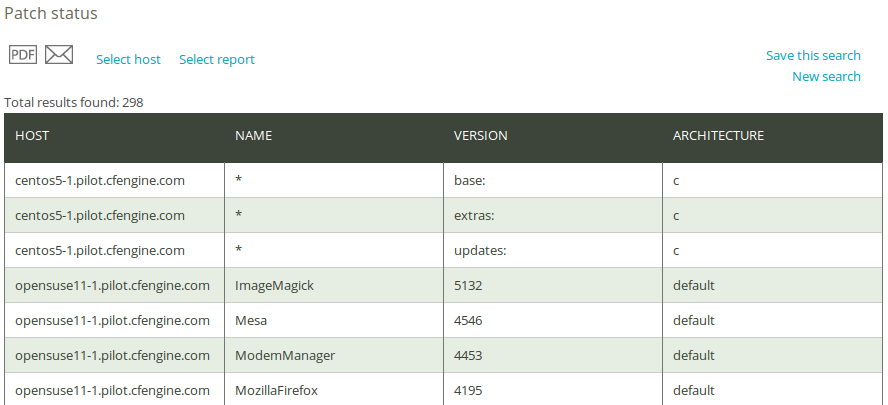 Patch status
PDF Select host Select report Save this search
New search
Total results found: 298
HOST NAME VERSION ARCHITECTURE
centos5-1.pilot.cfengine.com * base: c
centos5-1.pilot.cfengine.com * extras: c
centos5-1.pilot.cfengine.com * updates: c
opensuse11-1.pilot.cfengine.com ImageMagick 5132 default
opensuse11-1.pilot.cfengine.com Mesa 4546 default
opensuse11-1.pilot.cfengine.com ModemManager 4453 default
opensuse11-1.pilot.cfengine.com MozillaFirefox 4195 default